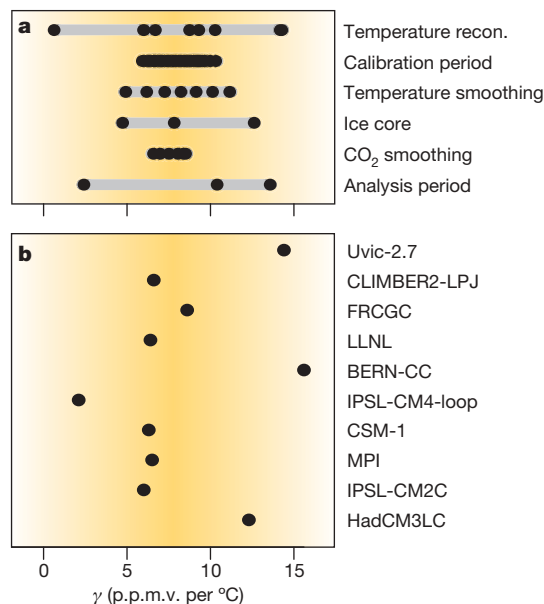 a
Temperature recon.
Calibration period
Temperature smoothing
Ice core
CO₂ smoothing
Analysis period
b
Uvic-2.7
CLIMBER2-LPJ
FRCGC
LLNL
BERN-CC
IPSL-CM4-loop
CSM-1
MPI
IPSL-CM2C
HadCM3LC
0 5 10 15
γ (p.p.m.v. per ºC)